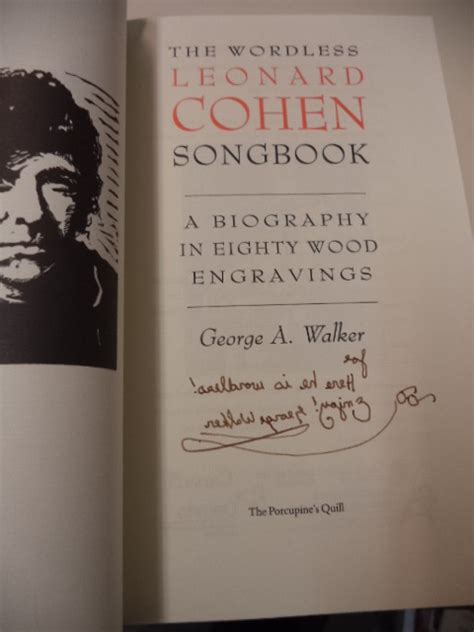 THE WORDLESS
LEONARD
COHEN
SONGBOOK
A BIOGRAPHY
IN EIGHTY WOOD
ENGRAVINGS
George A. Walker
Joe
Here he is wordless!
Enjoy! George Walker
The Porcupine's Quill